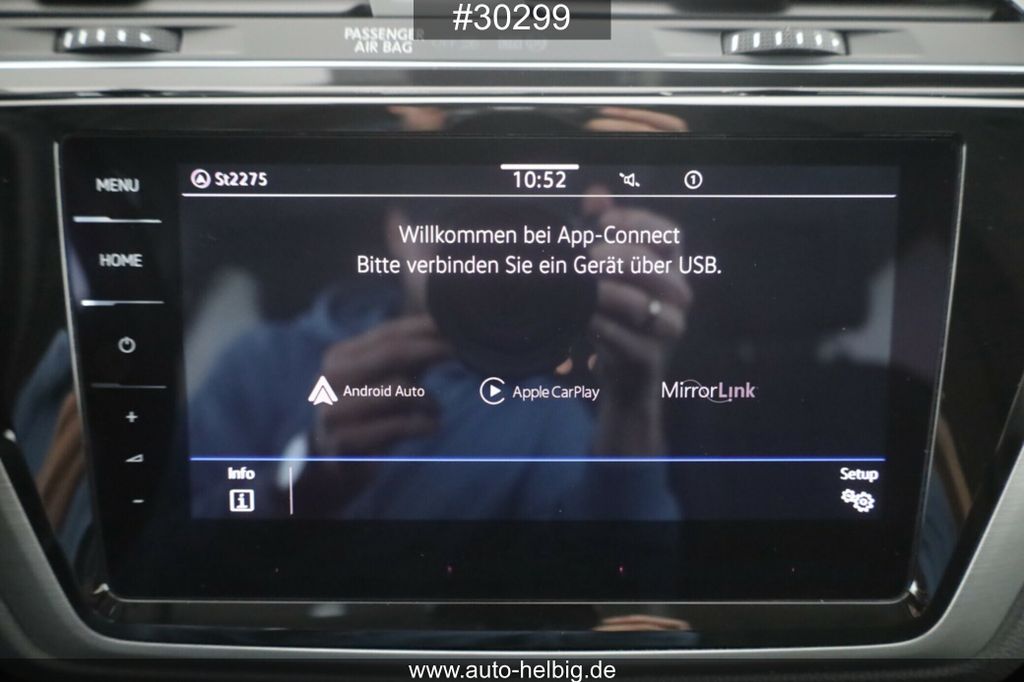 #30299
PASSENGER
AIR BAG
MENU
St2275
10:52
1
HOME
Willkommen bei App-Connect
Bitte verbinden Sie ein Gerät über USB.
Android Auto
Apple CarPlay
MirrorLink
+
-
Info
i
Setup
www.auto-helbig.de